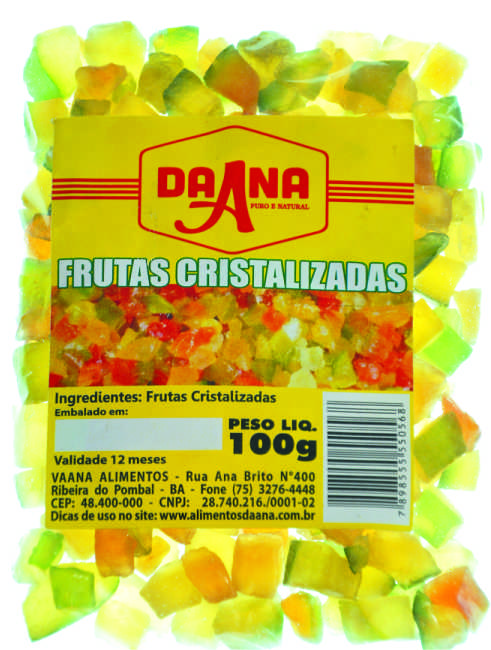 DAANA
PURO E NATURAL
FRUTAS CRISTALIZADAS
Ingredientes: Frutas Cristalizadas
Embalado em:
PESO LIQ.
100g
Validade 12 meses
VAANA ALIMENTOS - Rua Ana Brito N°400
Ribeira do Pombal - BA - Fone (75) 3276-4448
CEP: 48.400-000 - CNPJ: 28.740.216./0001-02
Dicas de uso no site: www.alimentosdaana.com.br
7898555550568